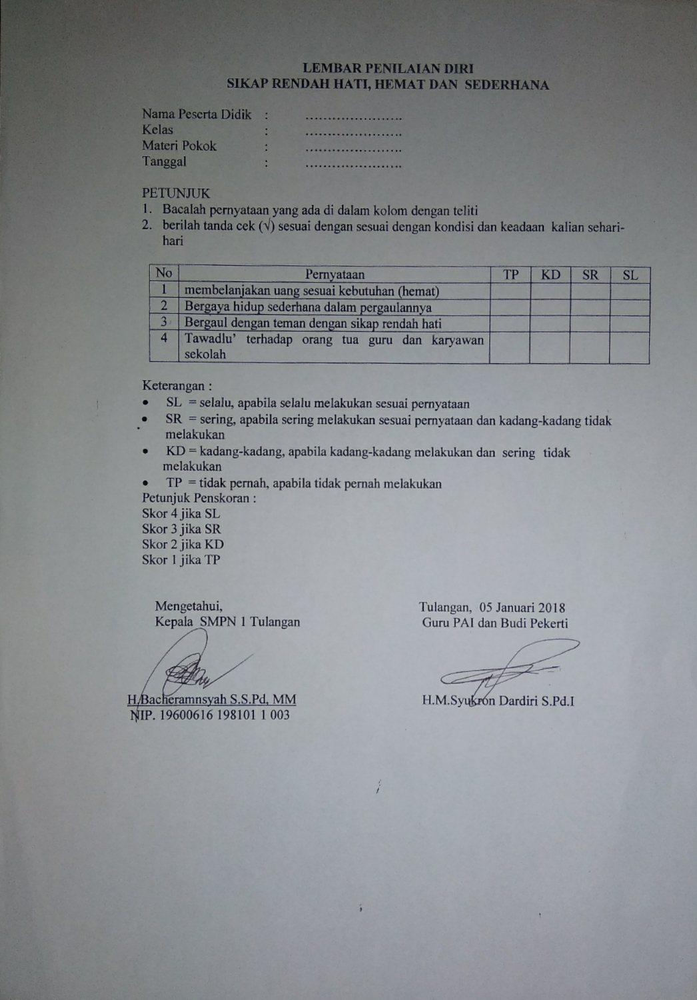 LEMBAR PENILAIAN DIRI
SIKAP RENDAH HATI, HEMAT DAN SEDERHANA
Nama Peserta Didik : ......................
Kelas : ......................
Materi Pokok : ......................
Tanggal : ......................
PETUNJUK
1. Bacalah pernyataan yang ada di dalam kolom dengan teliti
2. berilah tanda cek (√) sesuai dengan sesuai dengan kondisi dan keadaan kalian sehari-
hari
No Pernyataan TP KD SR SL
1 membelanjakan uang sesuai kebutuhan (hemat)
2 Bergaya hidup sederhana dalam pergaulannya
3 Bergaul dengan teman dengan sikap rendah hati
4 Tawadlu’ terhadap orang tua guru dan karyawan
sekolah
Keterangan :
• SL = selalu, apabila selalu melakukan sesuai pernyataan
• SR = sering, apabila sering melakukan sesuai pernyataan dan kadang-kadang tidak
melakukan
• KD = kadang-kadang, apabila kadang-kadang melakukan dan sering tidak
melakukan
• TP = tidak pernah, apabila tidak pernah melakukan
Petunjuk Penskoran :
Skor 4 jika SL
Skor 3 jika SR
Skor 2 jika KD
Skor 1 jika TP
Mengetahui,
Kepala SMPN 1 Tulangan
Tulangan, 05 Januari 2018
Guru PAI dan Budi Pekerti
H.Bacheramnsyah S.S.Pd, MM
NIP. 19600616 198101 1 003
H.M.Syukron Dardiri S.Pd.I